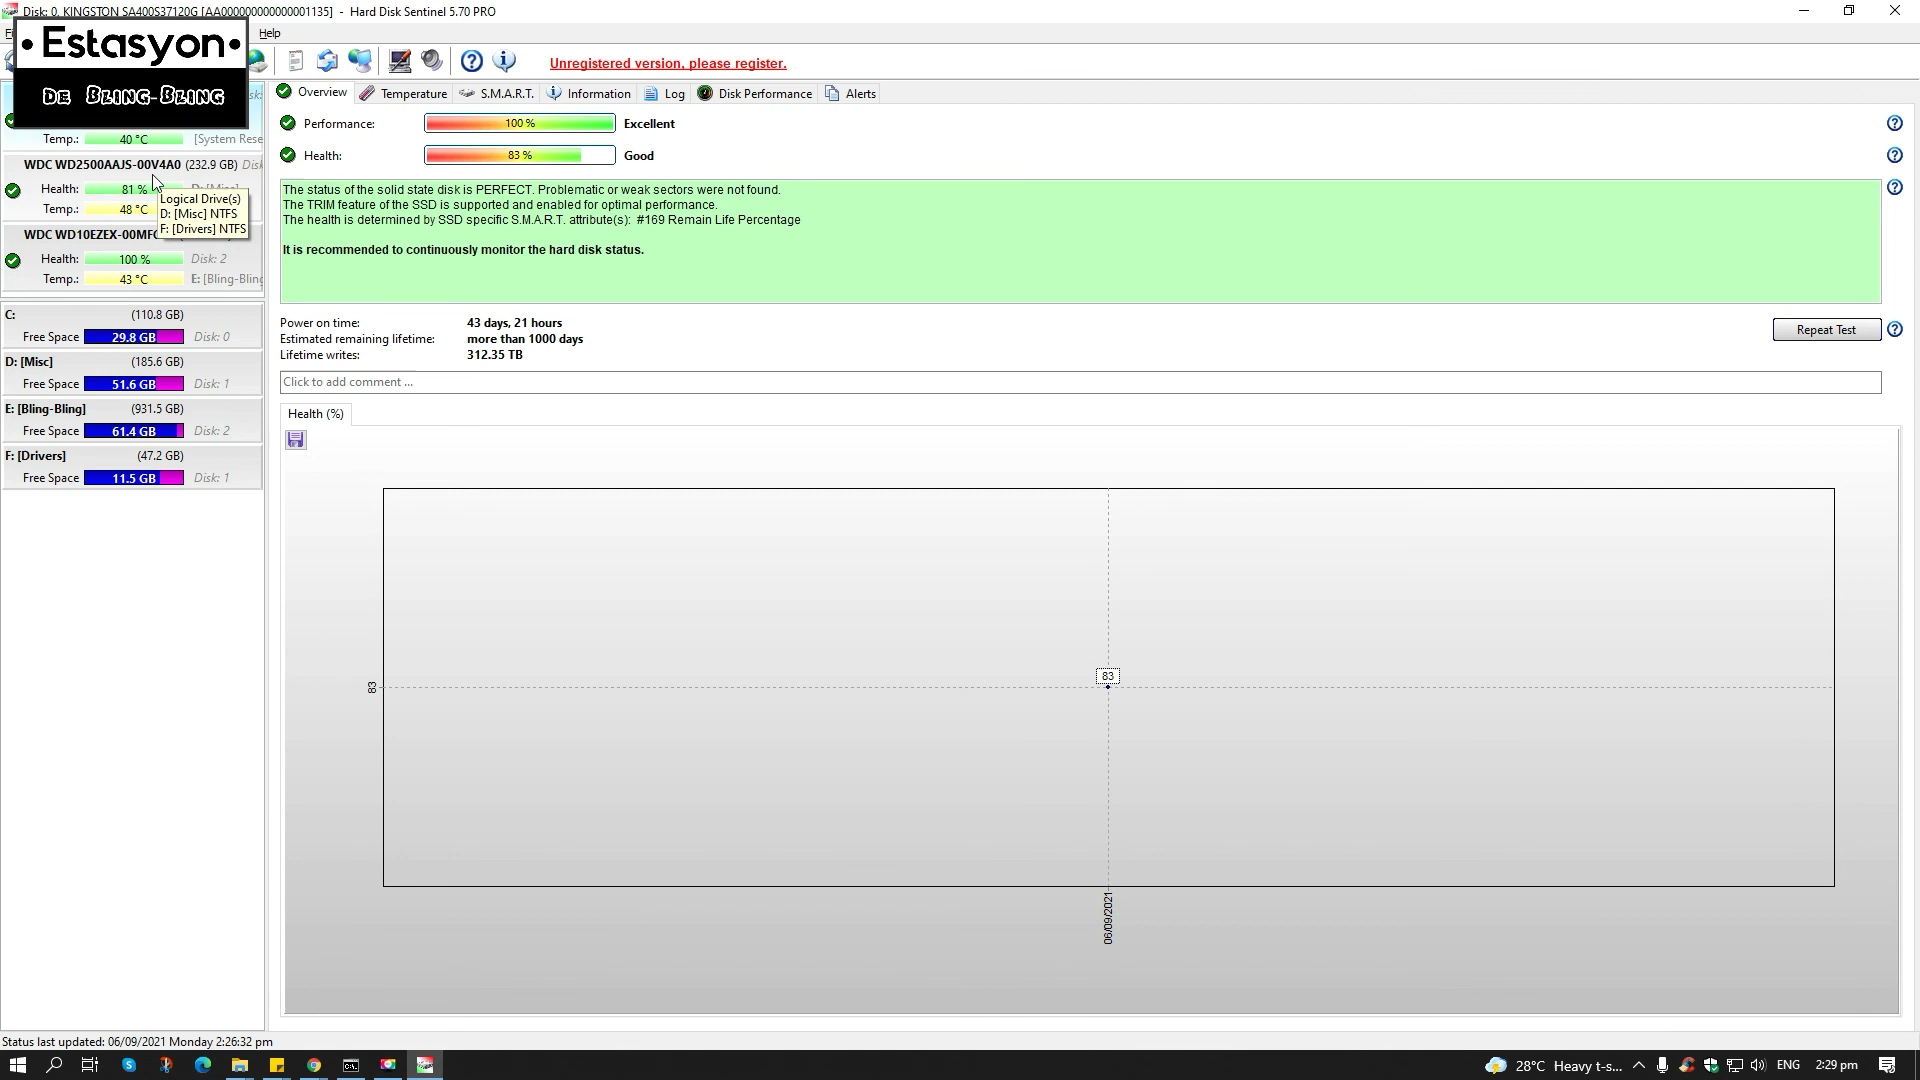 Disk: 0, KINGSTON SA400S37120G [AA000000000000001135] - Hard Disk Sentinel 5.70 PRO
Help
• Estasyon •
De Bling-Bling
Unregistered version, please register.
Overview
Temperature
S.M.A.R.T.
Information
Log
Disk Performance
Alerts
Temp.: 40 °C [System Rese
WDC WD2500AAJS-00V4A0 (232.9 GB) Disk
Health: 81 %
Temp.: 48 °C
Logical Drive(s)
D: [Misc] NTFS
F: [Drivers] NTFS
WDC WD10EZEX-00MF
Health: 100 % Disk: 2
Temp.: 43 °C E: [Bling-Bling
C: (110.8 GB)
Free Space 29.8 GB Disk: 0
D: [Misc] (185.6 GB)
Free Space 51.6 GB Disk: 1
E: [Bling-Bling] (931.5 GB)
Free Space 61.4 GB Disk: 2
F: [Drivers] (47.2 GB)
Free Space 11.5 GB Disk: 1
Performance: 100 % Excellent
Health: 83 % Good
The status of the solid state disk is PERFECT. Problematic or weak sectors were not found.
The TRIM feature of the SSD is supported and enabled for optimal performance.
The health is determined by SSD specific S.M.A.R.T. attribute(s): #169 Remain Life Percentage
It is recommended to continuously monitor the hard disk status.
Power on time: 43 days, 21 hours
Estimated remaining lifetime: more than 1000 days
Lifetime writes: 312.35 TB
Repeat Test
Click to add comment ...
Health (%)
83
83
06/09/2021
Status last updated: 06/09/2021 Monday 2:26:32 pm
28°C Heavy t-s...
ENG
2:29 pm